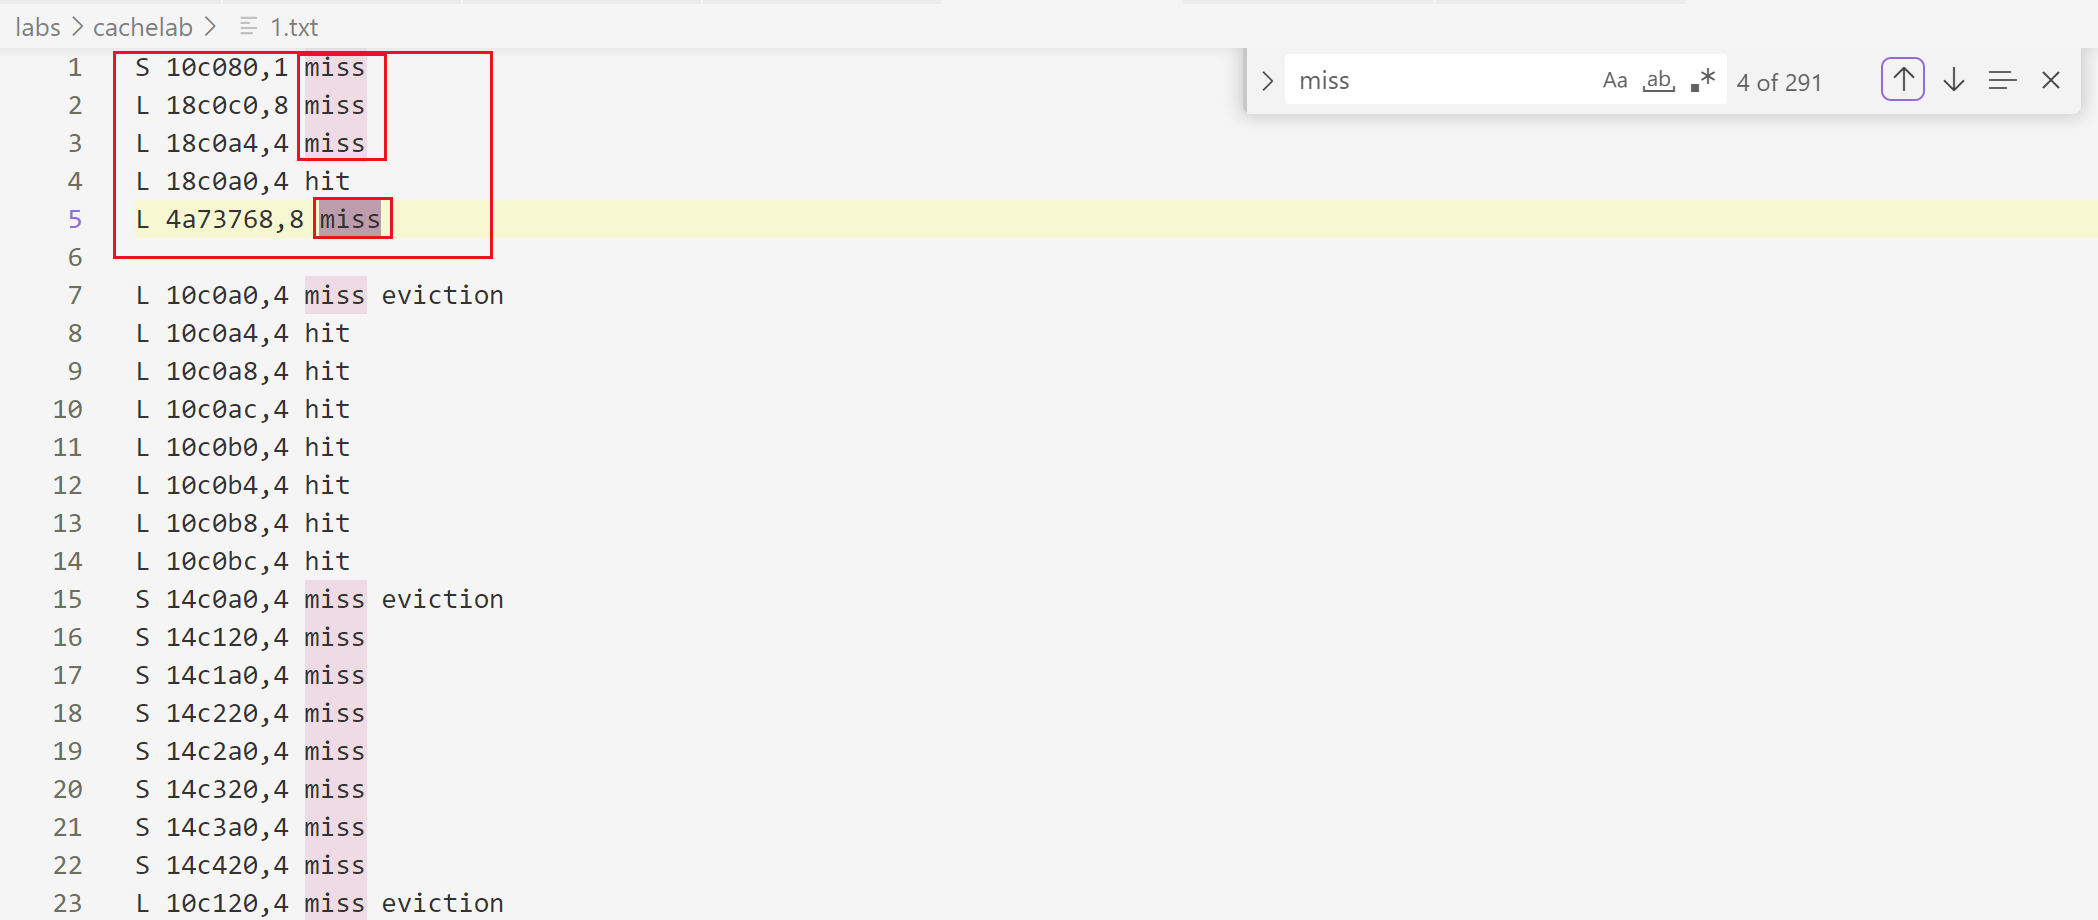 labs > cachelab > 1.txt
miss Aa ab .* 4 of 291
1 S 10c080,1 miss
2 L 18c0c0,8 miss
3 L 18c0a4,4 miss
4 L 18c0a0,4 hit
5 L 4a73768,8 miss
6
7 L 10c0a0,4 miss eviction
8 L 10c0a4,4 hit
9 L 10c0a8,4 hit
10 L 10c0ac,4 hit
11 L 10c0b0,4 hit
12 L 10c0b4,4 hit
13 L 10c0b8,4 hit
14 L 10c0bc,4 hit
15 S 14c0a0,4 miss eviction
16 S 14c120,4 miss
17 S 14c1a0,4 miss
18 S 14c220,4 miss
19 S 14c2a0,4 miss
20 S 14c320,4 miss
21 S 14c3a0,4 miss
22 S 14c420,4 miss
23 L 10c120,4 miss eviction